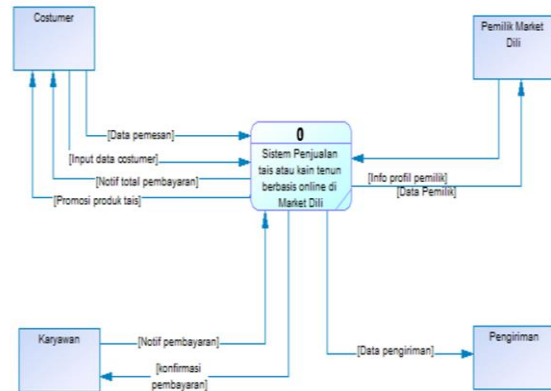 Costumer
Pemilik Market
Dili
[Data pemesan]
[Input data costumer]
[Notif total pembayaran]
[Promosi produk tais]
0
Sistem Penjualan
tais atau kain tenun
berbasis online di
Market Dili
[Info profil pemilik]
[Data Pemilik]
Karyawan
[Notif pembayaran]
[konfirmasi
pembayaran]
[Data pengiriman]
Pengiriman